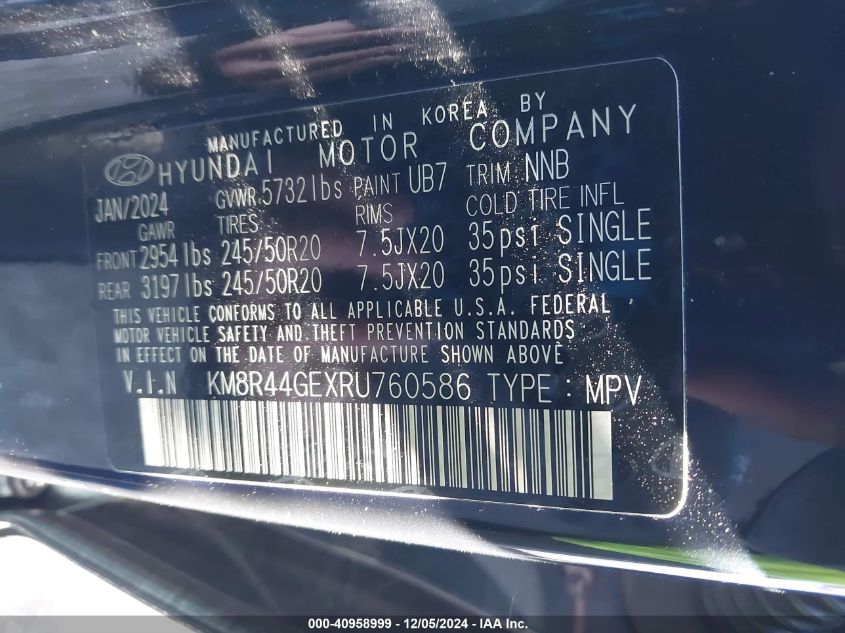 MANUFACTURED IN KOREA BY
HYUNDAI MOTOR COMPANY
JAN/2024 GVWR 5732lbs PAINT UB7 TRIM NNB
GAWR TIRES RIMS COLD TIRE INFL
FRONT 2954lbs 245/50R20 7.5JX20 35psi SINGLE
REAR 3197lbs 245/50R20 7.5JX20 35psi SINGLE
THIS VEHICLE CONFORMS TO ALL APPLICABLE U.S.A. FEDERAL
MOTOR VEHICLE SAFETY AND THEFT PREVENTION STANDARDS
IN EFFECT ON THE DATE OF MANUFACTURE SHOWN ABOVE
V.I.N KM8R44GEXRU760586 TYPE : MPV
000-40958999 - 12/05/2024 - IAA Inc.